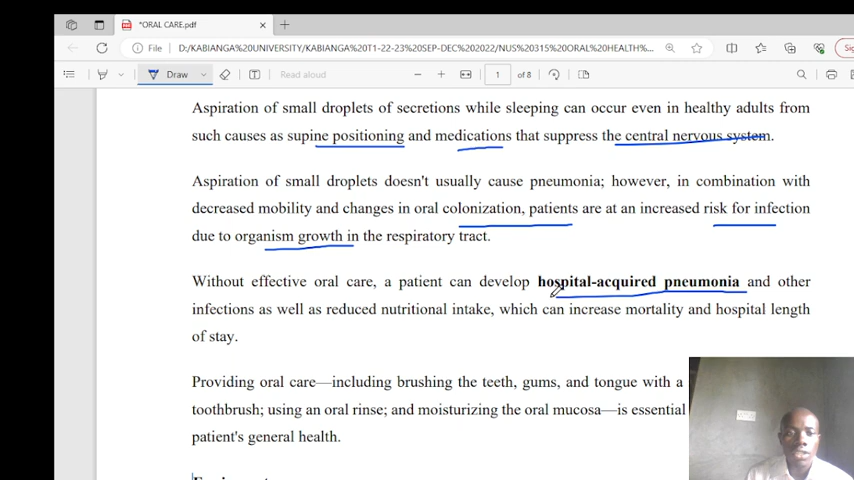 *ORAL CARE.pdf
File
D:/KABIANGA%20UNIVERSITY/KABIANGA%20T1-22-23%20SEP-DEC%202022/NUS%20315%20ORAL%20HEALTH%...
Sig
Draw
Read aloud
1
of 8
Aspiration of small droplets of secretions while sleeping can occur even in healthy adults from
such causes as supine positioning and medications that suppress the central nervous system.
Aspiration of small droplets doesn't usually cause pneumonia; however, in combination with
decreased mobility and changes in oral colonization, patients are at an increased risk for infection
due to organism growth in the respiratory tract.
Without effective oral care, a patient can develop hospital-acquired pneumonia and other
infections as well as reduced nutritional intake, which can increase mortality and hospital length
of stay.
Providing oral care—including brushing the teeth, gums, and tongue with a
toothbrush; using an oral rinse; and moisturizing the oral mucosa—is essential
patient's general health.